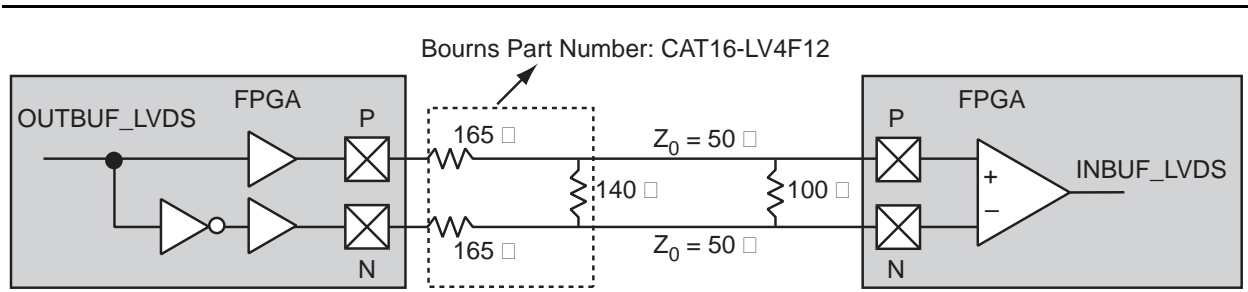 Bourns Part Number: CAT16-LV4F12
FPGA
FPGA
OUTBUF_LVDS
P
165 □
Z0 = 50 □
P
140 □
100 □
+
−
INBUF_LVDS
165 □
Z0 = 50 □
N
N